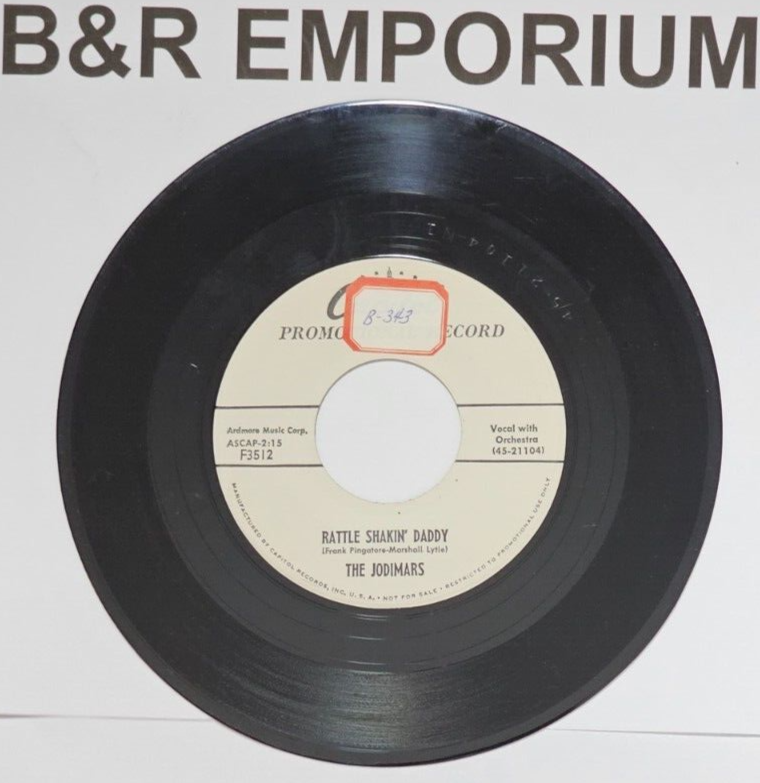 B&R EMPORIUM
B-343
PROMO ECORD
Ardmore Music Corp.
ASCAP-2:15
F3512
Vocal with
Orchestra
(45-21104)
RATTLE SHAKIN' DADDY
(Frank Pingatore-Marshall Lytle)
THE JODIMARS
MANUFACTURED BY CAPITOL RECORDS, INC. U.S.A. • NOT FOR SALE • RESTRICTED TO PROMOTIONAL USE ONLY